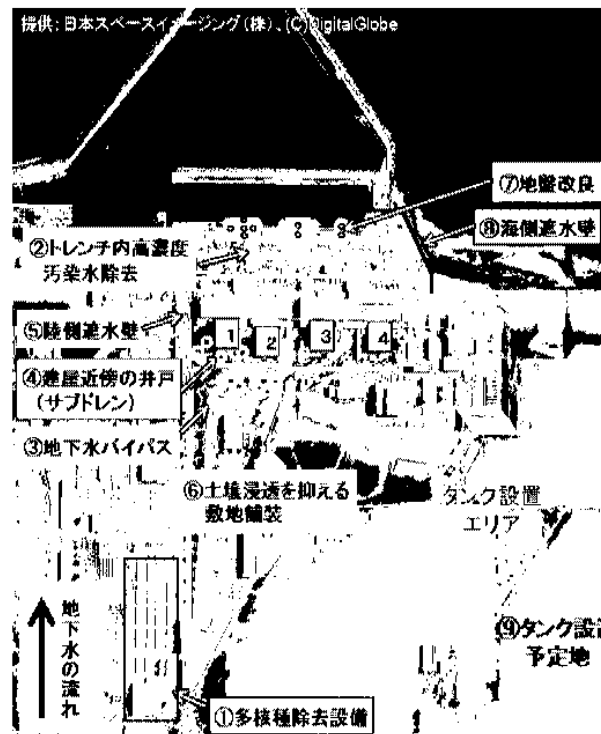 提供：日本スペースイメージング（株）、(C)DigitalGlobe
⑦地盤改良
⑧海側遮水壁
②トレンチ内高濃度
汚染水除去
⑤陸側遮水壁
1
2
3
4
④建屋近傍の井戸
（サブドレン）
③地下水バイパス
⑥土壌浸透を抑える
敷地舗装
タンク設置
エリア
地下水の流れ
⑨タンク設
予定地
①多核種除去設備